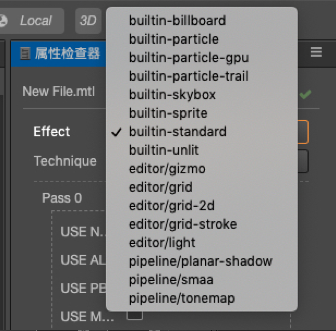 Local
3D
属性检查器
New File.mtl
Effect
Technique
Pass 0
USE N...
USE AL
USE PB
USE M...
builtin-billboard
builtin-particle
builtin-particle-gpu
builtin-particle-trail
builtin-skybox
builtin-sprite
builtin-standard
builtin-unlit
editor/gizmo
editor/grid
editor/grid-2d
editor/grid-stroke
editor/light
pipeline/planar-shadow
pipeline/smaa
pipeline/tonemap